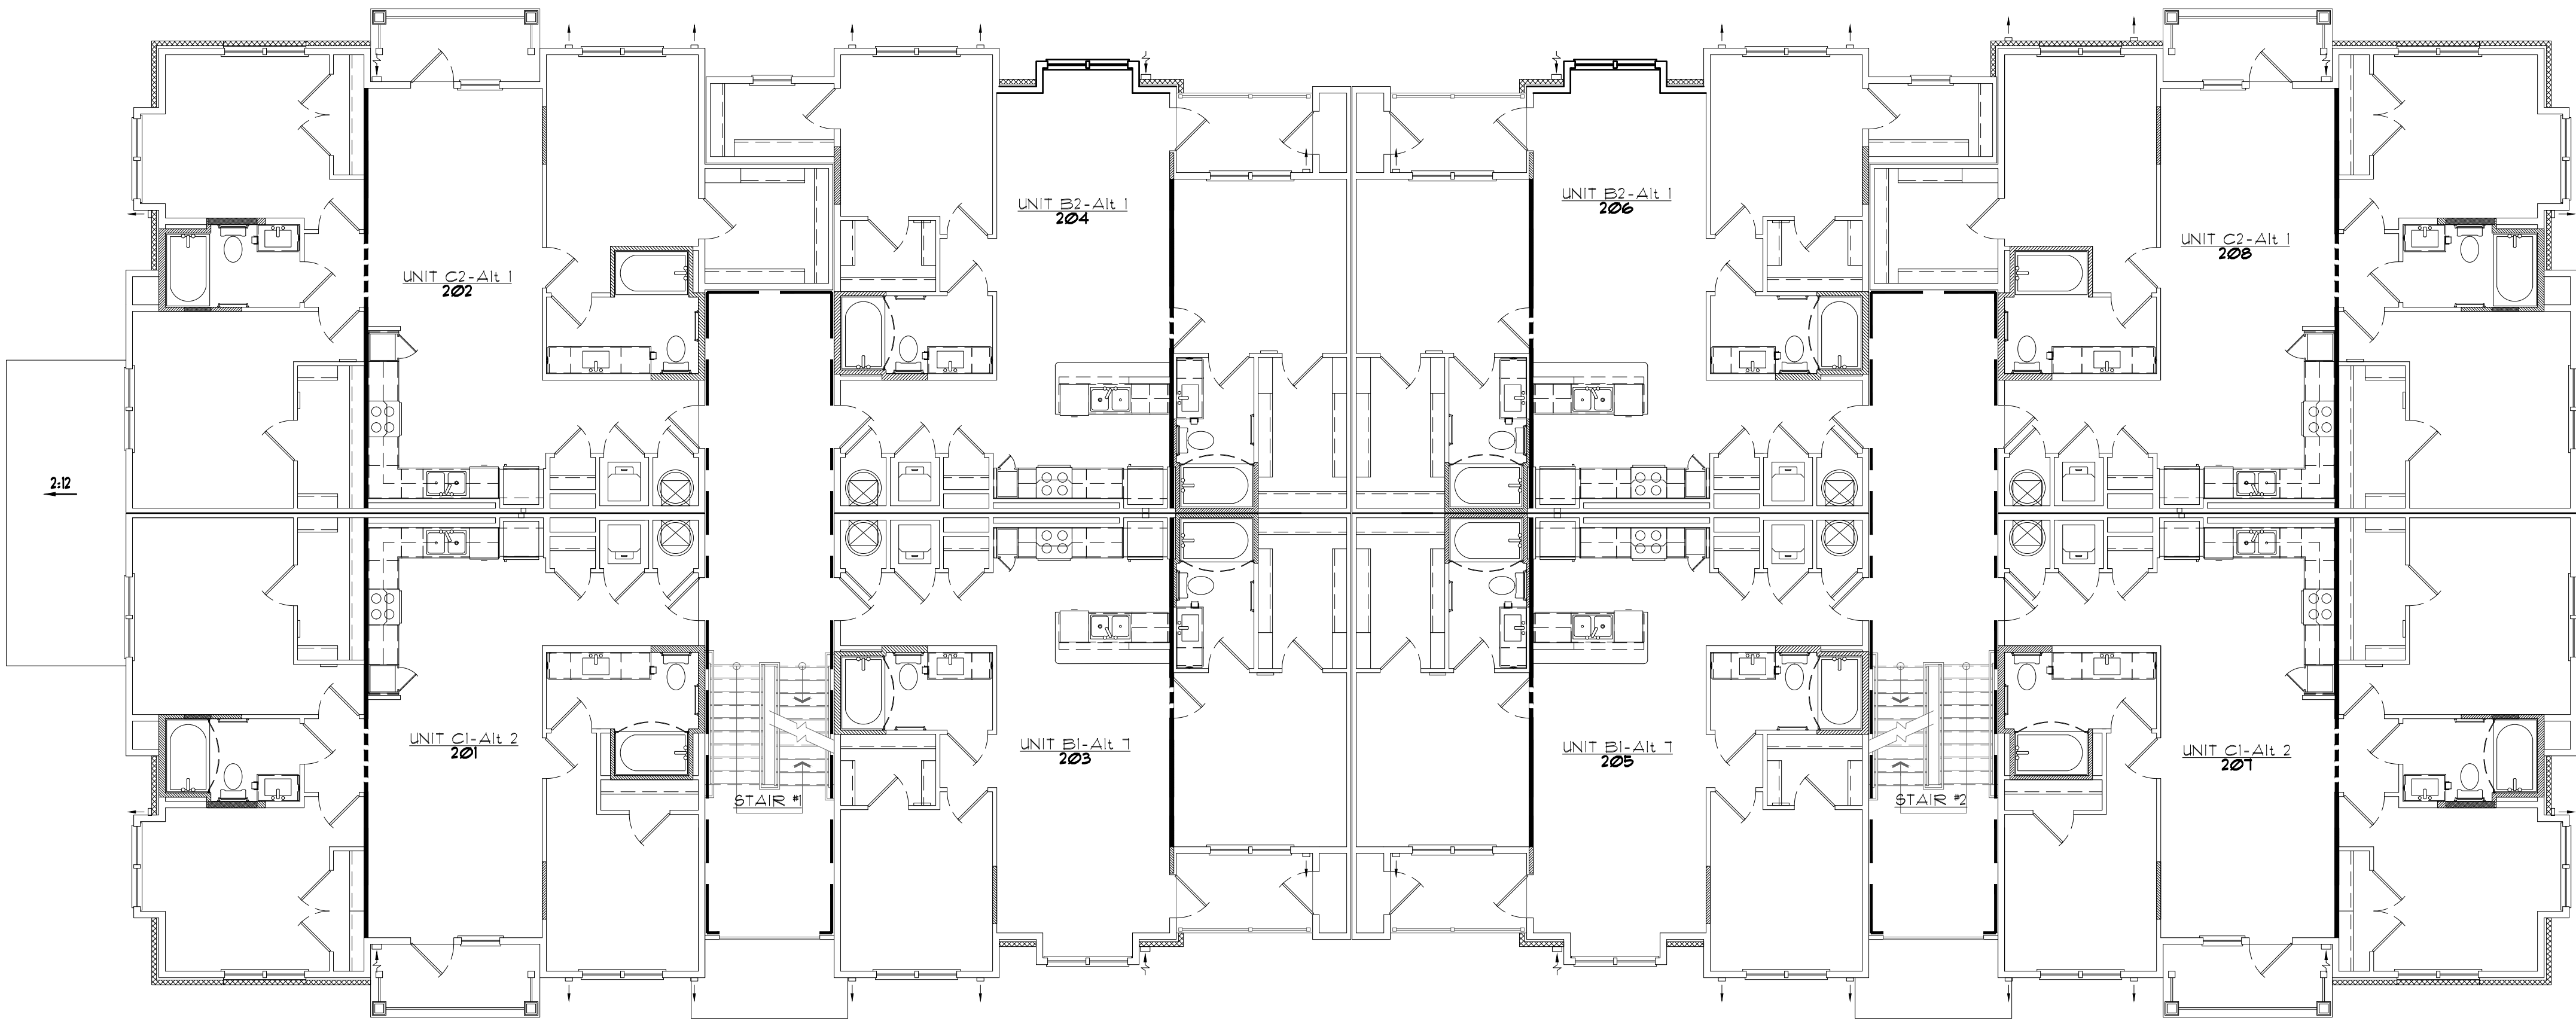 UNIT B2-Alt 1
204
UNIT B2-Alt 1
206
UNIT C2-Alt 1
202
UNIT C2-Alt 1
208
2:12
UNIT C1-Alt 2
201
UNIT B1-Alt 7
203
UNIT B1-Alt 7
205
UNIT C1-Alt 2
207
STAIR #1
STAIR #2